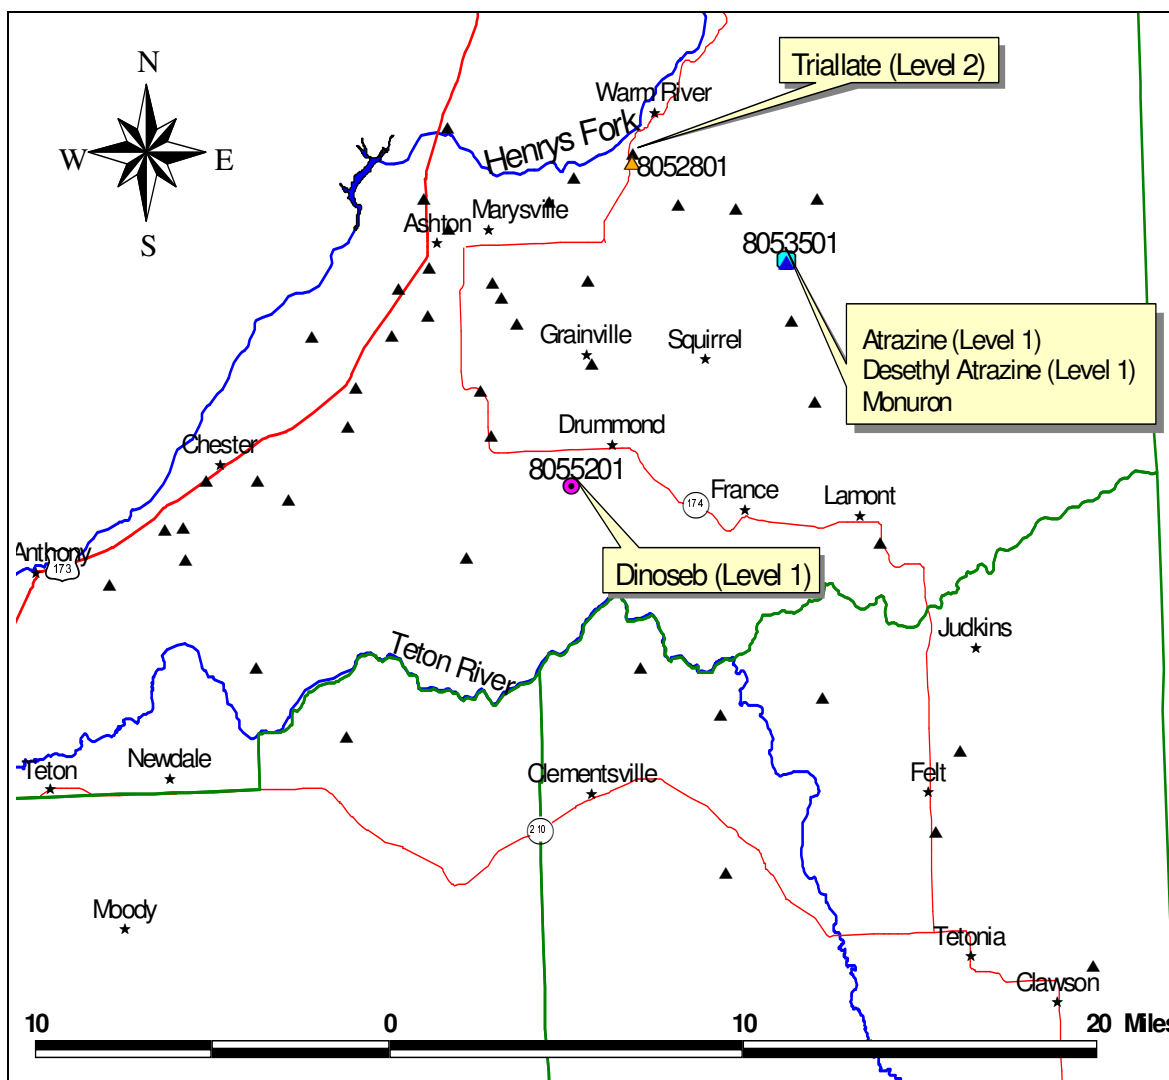 N
Triallate (Level 2)
Warm River
Henrys Fork
W
E
8052801
S
Ashton
Marysville
8053501
Grainville
Squirrel
Atrazine (Level 1)
Desethyl Atrazine (Level 1)
Monuron
Drummond
Chester
8055201
174
France
Lamont
Anthony
173
Dinoseb (Level 1)
Judkins
Teton River
Newdale
Teton
Clementsville
Felt
2 10
Moody
Tetonia
Clawson
10
0
10
20
Miles